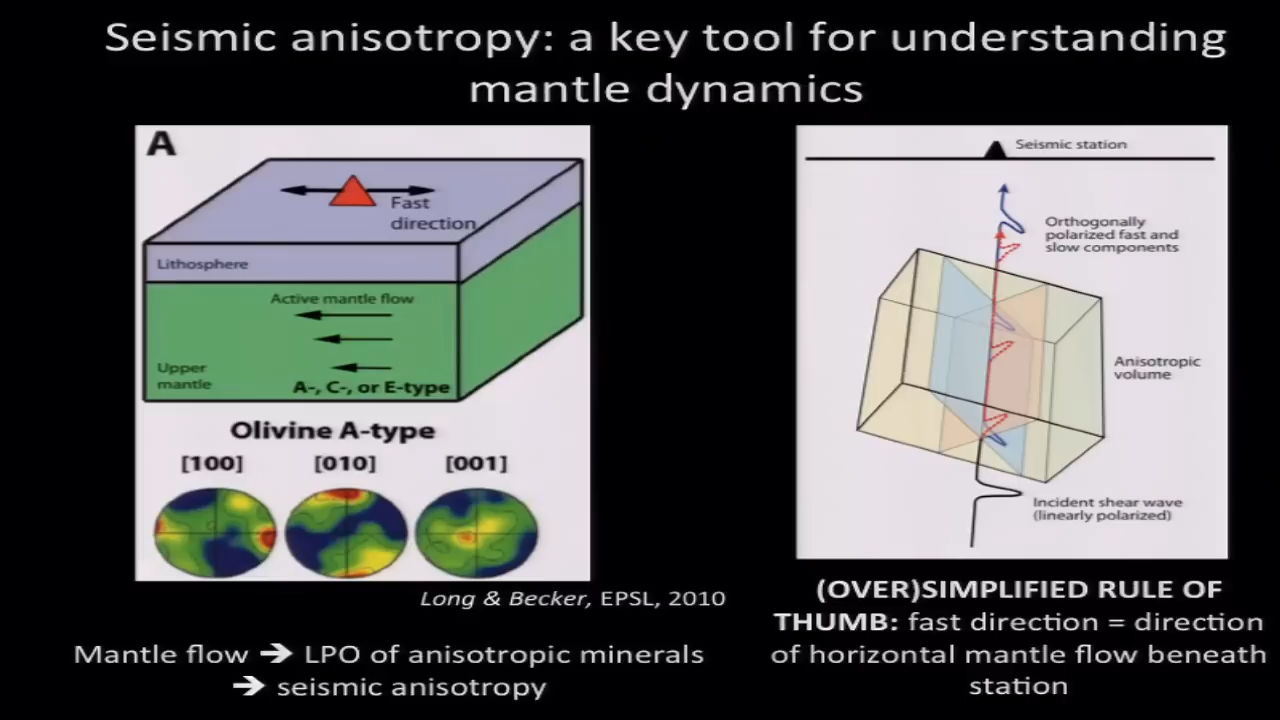 Seismic anisotropy: a key tool for understanding
mantle dynamics
A
Fast
direction
Lithosphere
Active mantle flow
Upper
mantle
A-, C-, or E-type
Olivine A-type
[100] [010] [001]
Long & Becker, EPSL, 2010
Mantle flow ➔ LPO of anisotropic minerals
➔ seismic anisotropy
Seismic station
Orthogonally
polarized fast and
slow components
Anisotropic
volume
Incident shear wave
(linearly polarized)
(OVER)SIMPLIFIED RULE OF
THUMB: fast direction = direction
of horizontal mantle flow beneath
station